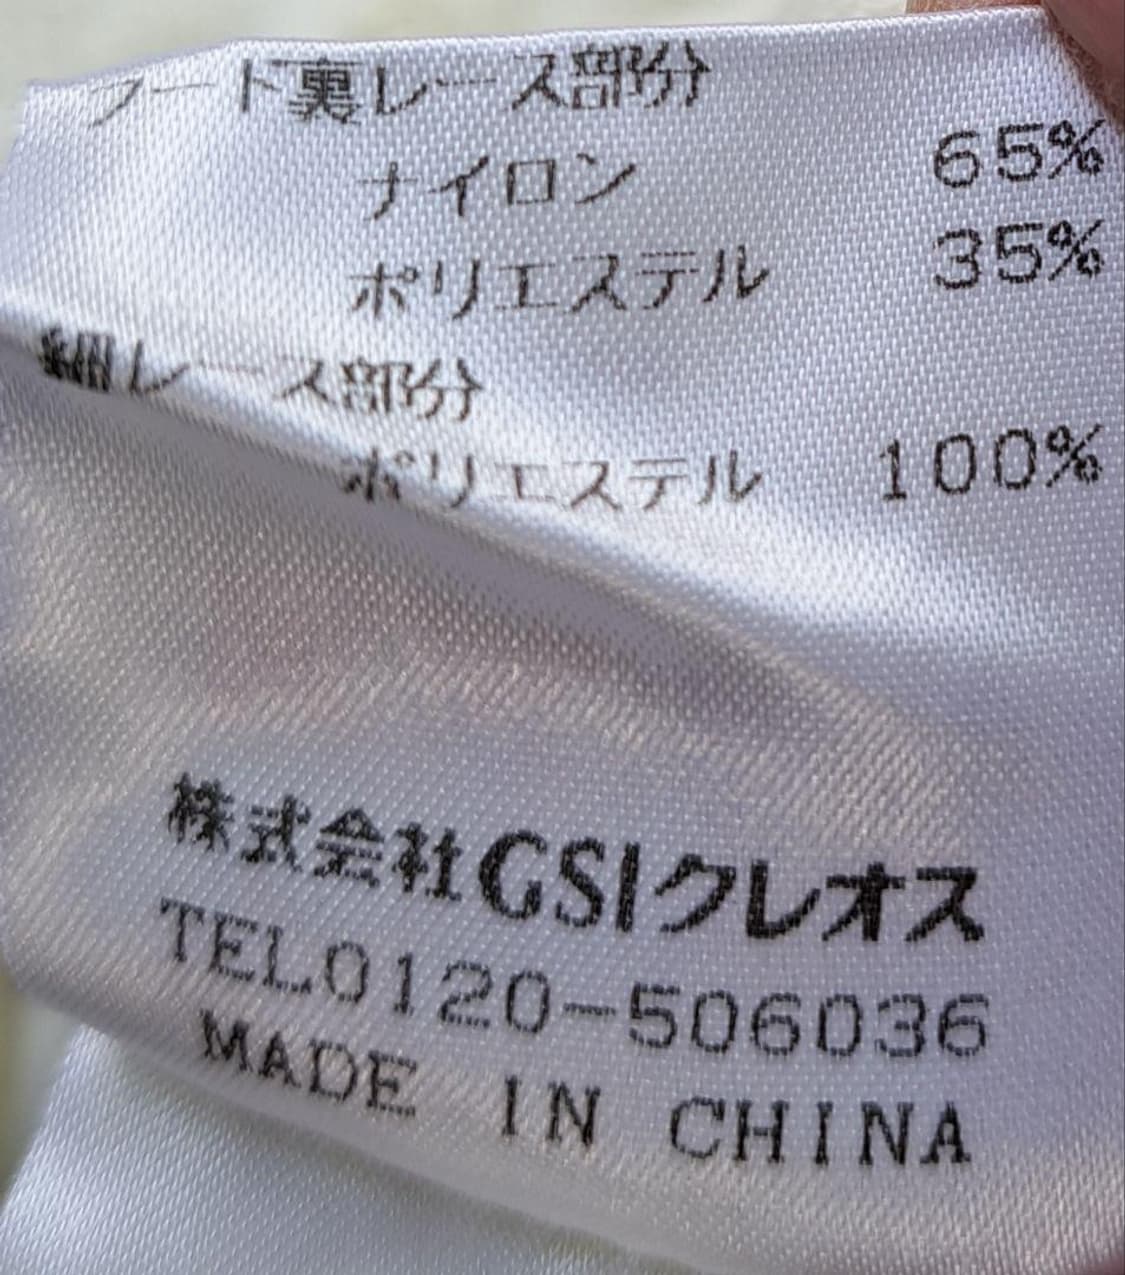 フード裏レース部分
ナイロン 65%
ポリエステル 35%
細レース部分
ポリエステル 100%
株式会社GSIクレオス
TEL0120-506036
MADE IN CHINA